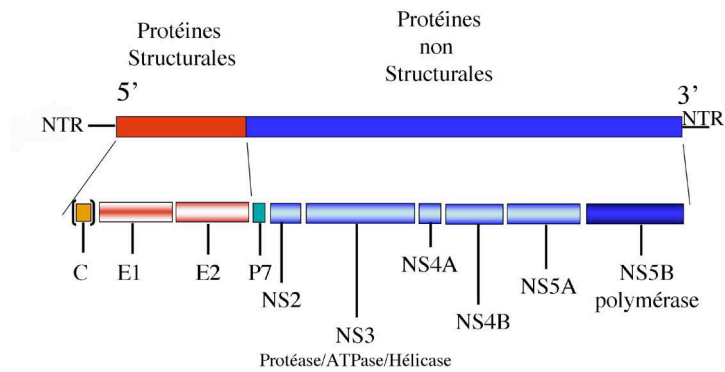 Protéines
Structurales
Protéines
non
Structurales
5’
3’
NTR
NTR
C
E1
E2
P7
NS2
NS3
Protéase/ATPase/Hélicase
NS4A
NS4B
NS5A
NS5B
polymérase